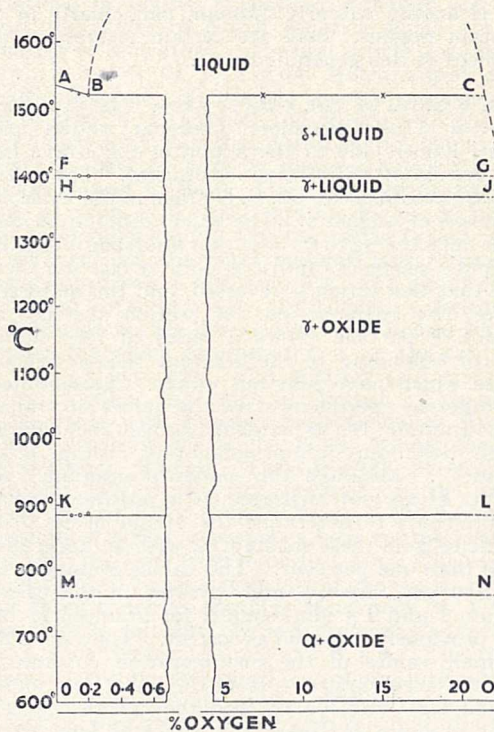 1600°
LIQUID
A B C
1500°
δ+LIQUID
F G
1400°
γ+LIQUID
H J
1300°
1200°
γ+OXIDE
°C
1100°
1000°
K L
900°
800°
M N
700°
α+OXIDE
600° 0 0·2 0·4 0·6 5 15 20 O
%OXYGEN